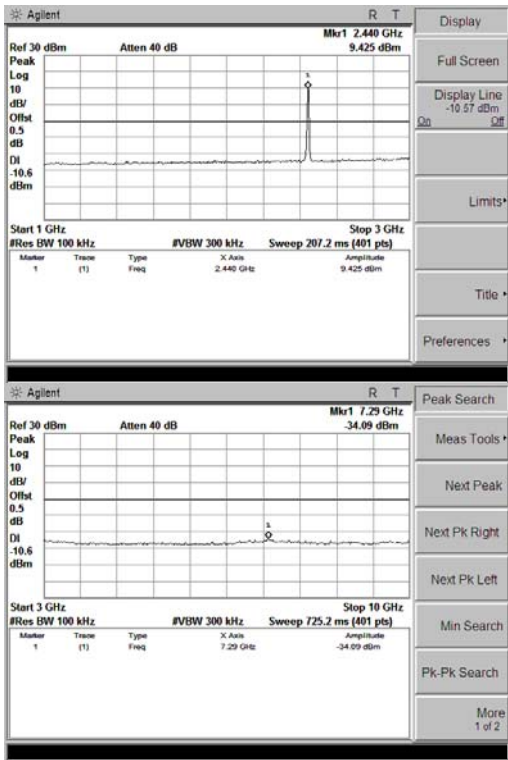 Agilent R T
Mkr1 2.440 GHz
Ref 30 dBm Atten 40 dB 9.425 dBm
Peak
Log
10
dB/
Offst
0.5
dB
DI
-10.6
dBm
1
Start 1 GHz Stop 3 GHz
#Res BW 100 kHz #VBW 300 kHz Sweep 207.2 ms (401 pts)
Marker Trace Type X Axis Amplitude
1 (1) Freq 2.440 GHz 9.425 dBm
Display
Full Screen
Display Line
-10.57 dBm
On Off
Limits
Title
Preferences
Agilent R T
Mkr1 7.29 GHz
Ref 30 dBm Atten 40 dB -34.09 dBm
Peak
Log
10
dB/
Offst
0.5
dB
DI
-10.6
dBm
1
Start 3 GHz Stop 10 GHz
#Res BW 100 kHz #VBW 300 kHz Sweep 725.2 ms (401 pts)
Marker Trace Type X Axis Amplitude
1 (1) Freq 7.29 GHz -34.09 dBm
Peak Search
Meas Tools
Next Peak
Next Pk Right
Next Pk Left
Min Search
Pk-Pk Search
More
1 of 2